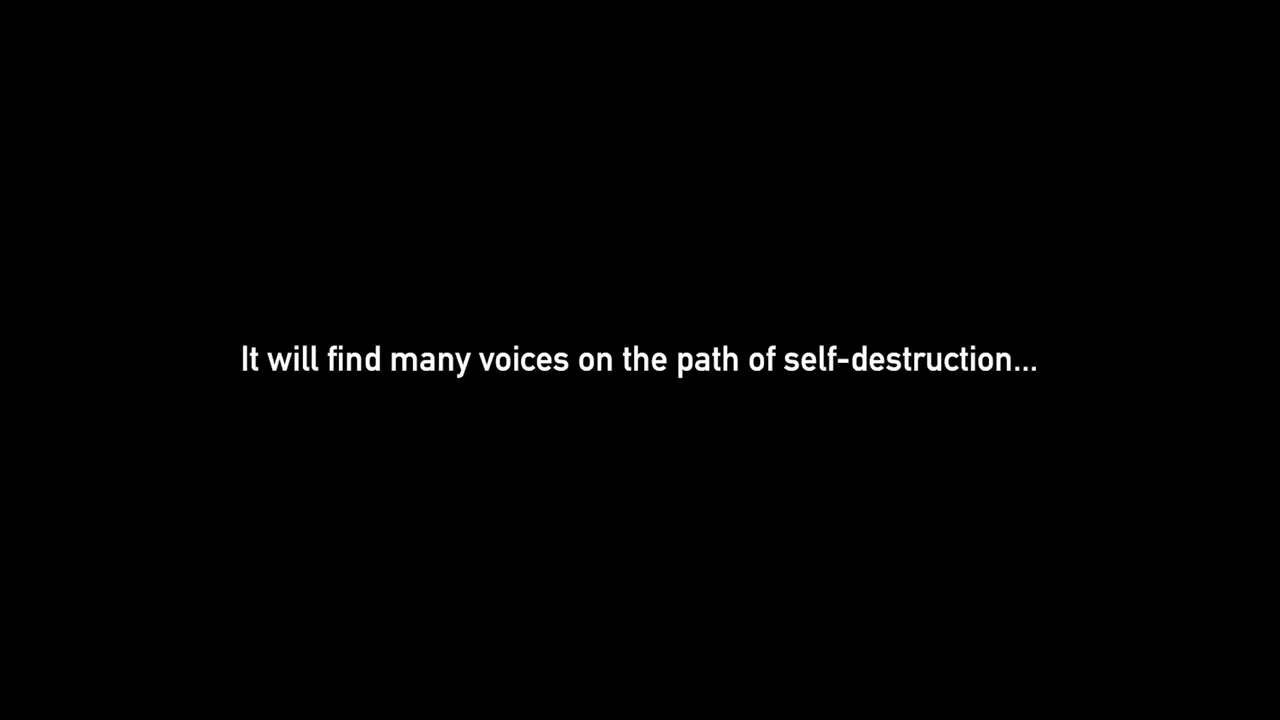 It will find many voices on the path of self-destruction...